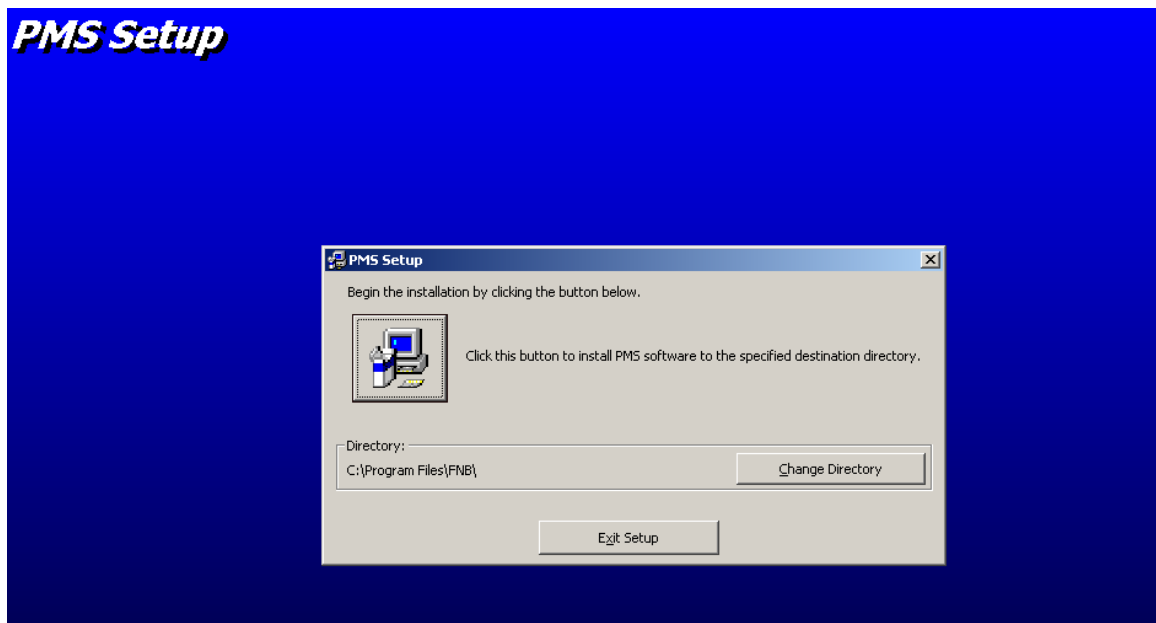 PMS Setup
PMS Setup
Begin the installation by clicking the button below.
Click this button to install PMS software to the specified destination directory.
Directory:
C:\Program Files\FNB\
Change Directory
Exit Setup